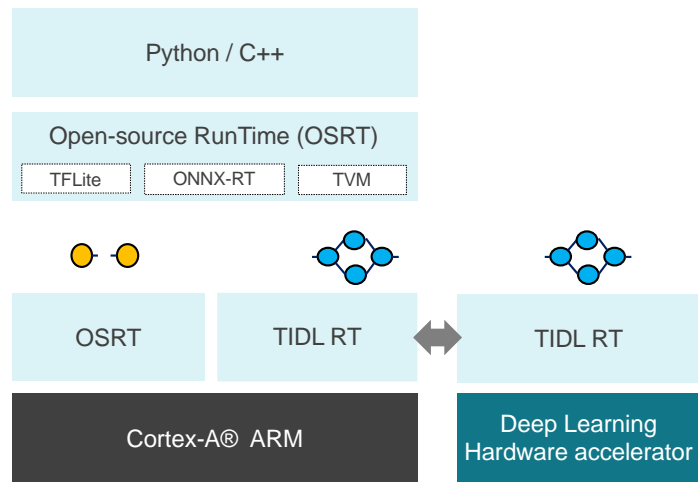 Python / C++
Open-source RunTime (OSRT)
TFLite
ONNX-RT
TVM
OSRT
TIDL RT
TIDL RT
Cortex-A® ARM
Deep Learning
Hardware accelerator